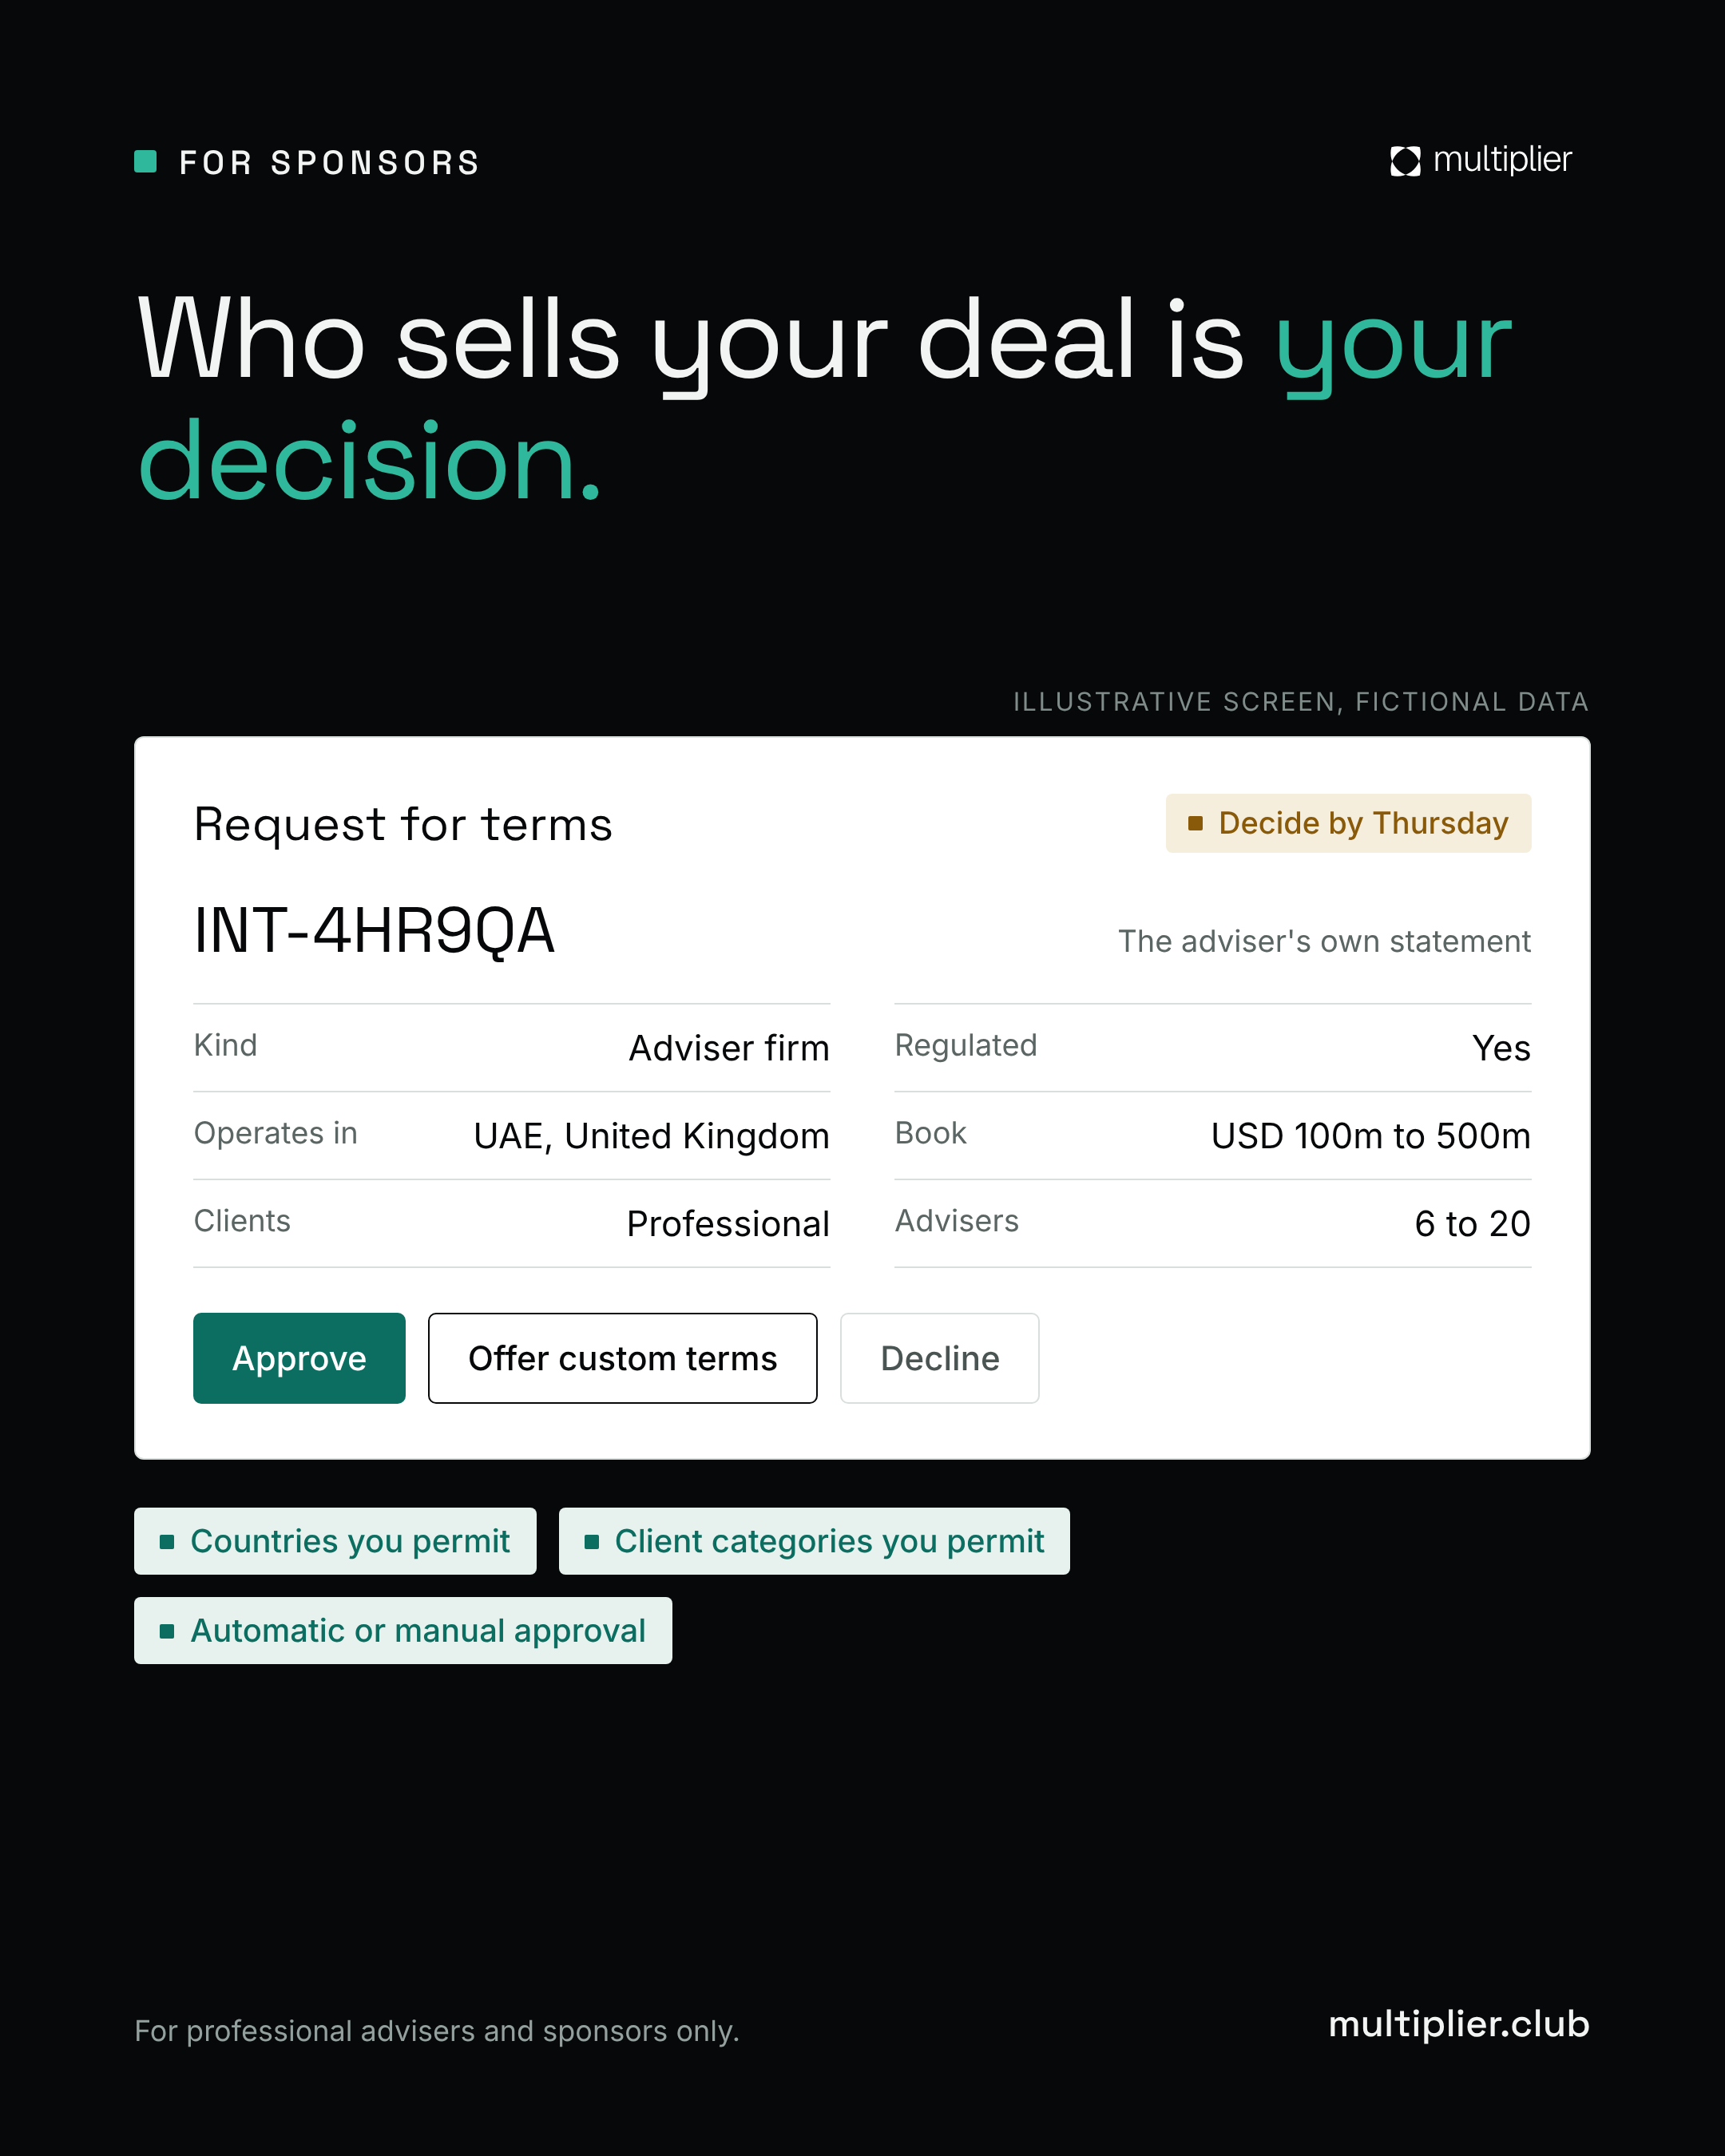 FOR SPONSORS
multiplier
Who sells your deal is your
decision.
ILLUSTRATIVE SCREEN, FICTIONAL DATA
Request for terms
Decide by Thursday
INT-4HR9QA
The adviser's own statement
Kind Adviser firm
Regulated Yes
Operates in UAE, United Kingdom
Book USD 100m to 500m
Clients Professional
Advisers 6 to 20
Approve
Offer custom terms
Decline
Countries you permit
Client categories you permit
Automatic or manual approval
For professional advisers and sponsors only.
multiplier.club